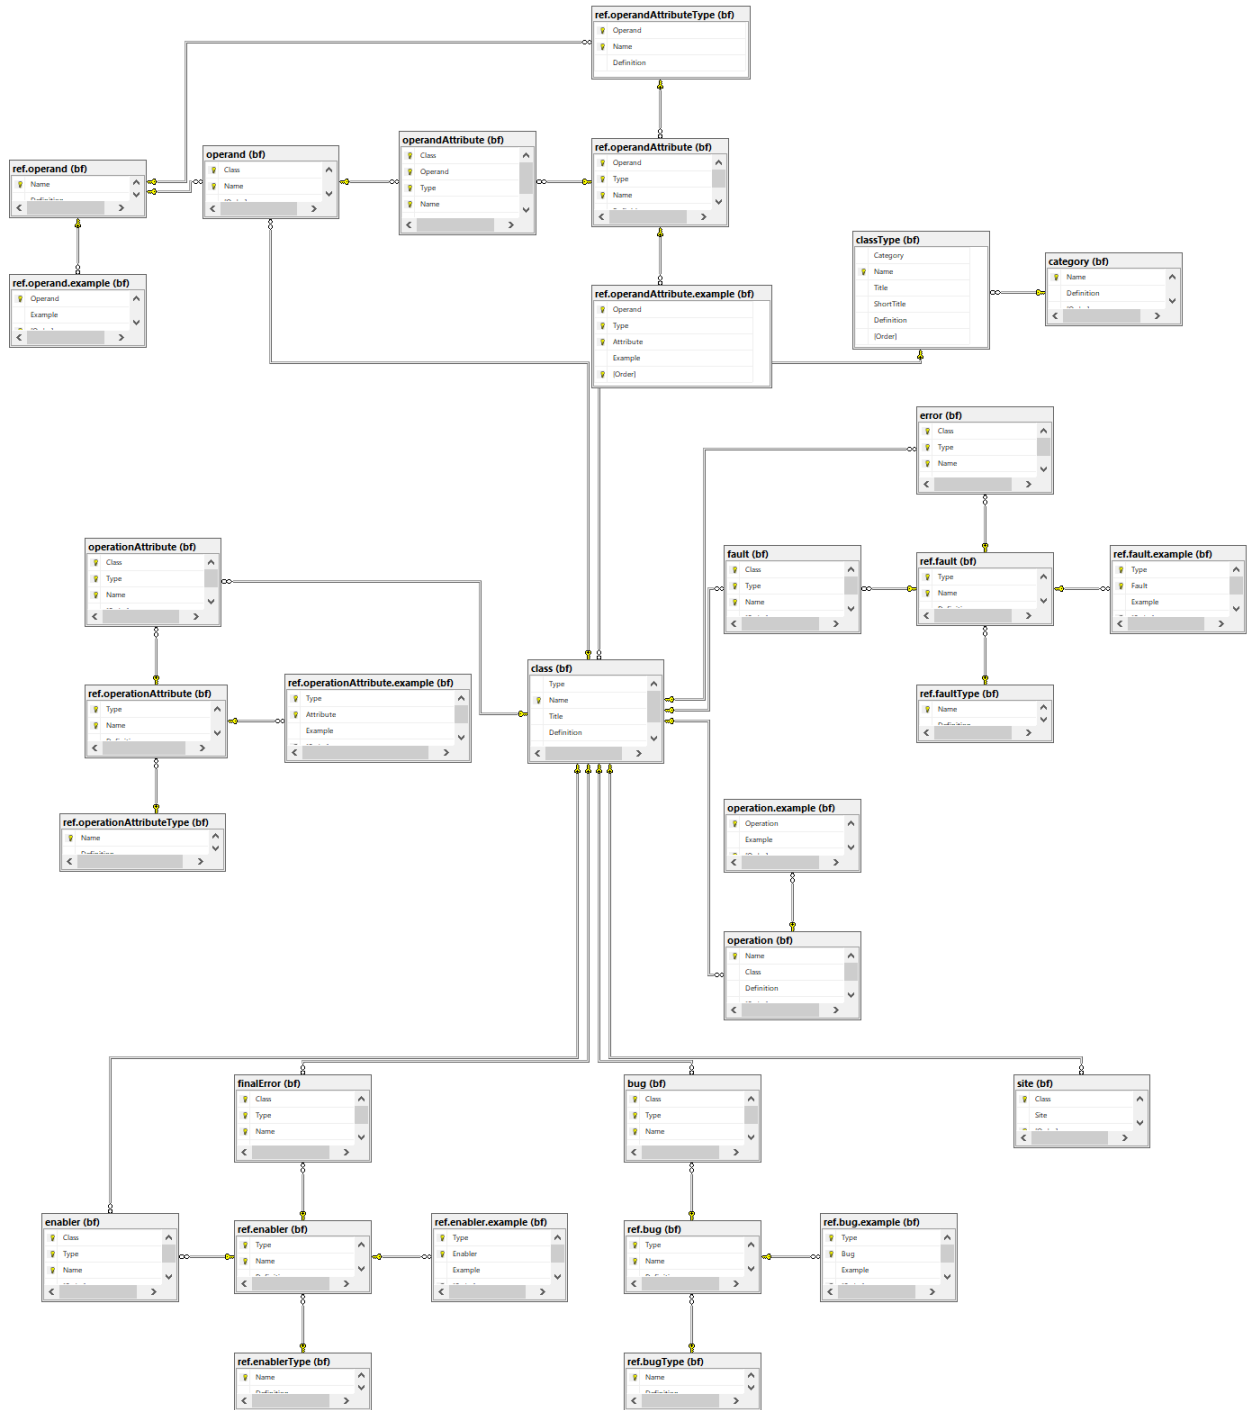 ref.operandAttributeType (bf)
Operand
Name
Definition
ref.operandAttribute (bf)
Operand
Type
Name
operandAttribute (bf)
Class
Operand
Type
Name
operand (bf)
Class
Name
ref.operand (bf)
Name
Definition
ref.operand.example (bf)
Operand
Example
ref.operandAttribute.example (bf)
Operand
Type
Attribute
Example
[Order]
classType (bf)
Category
Name
Title
ShortTitle
Definition
[Order]
category (bf)
Name
Definition
error (bf)
Class
Type
Name
fault (bf)
Class
Type
Name
ref.fault (bf)
Type
Name
Definition
ref.fault.example (bf)
Type
Fault
Example
ref.faultType (bf)
Name
Definition
operationAttribute (bf)
Class
Type
Name
ref.operationAttribute (bf)
Type
Name
ref.operationAttribute.example (bf)
Type
Attribute
Example
ref.operationAttributeType (bf)
Name
Definition
class (bf)
Type
Name
Title
Definition
operation.example (bf)
Operation
Example
operation (bf)
Name
Class
Definition
finalError (bf)
Class
Type
Name
bug (bf)
Class
Type
Name
site (bf)
Class
Site
enabler (bf)
Class
Type
Name
ref.enabler (bf)
Type
Name
ref.enabler.example (bf)
Type
Enabler
Example
ref.bug (bf)
Type
Name
ref.bug.example (bf)
Type
Bug
Example
ref.enablerType (bf)
Name
Definition
ref.bugType (bf)
Name
Definition